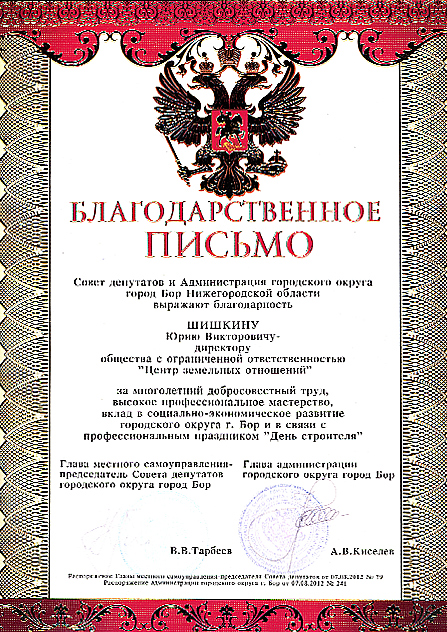 БЛАГОДАРСТВЕННОЕ
ПИСЬМО
Совет депутатов и Администрация городского округа
город Бор Нижегородской области
выражают благодарность
ШИШКИНУ
Юрию Викторовичу-
директору
общества с ограниченной ответственностью
"Центр земельных отношений"
за многолетний добросовестный труд,
высокое профессиональное мастерство,
вклад в социально-экономическое развитие
городского округа г. Бор и в связи с
профессиональным праздником "День строителя"
Глава местного самоуправления-
председатель Совета депутатов
городского округа город Бор
Глава администрации
городского округа город Бор
В.В.Тарбеев
А.В.Киселев
Распоряжение Главы местного самоуправления-председателя Совета депутатов от 07.08.2012 № 79
Распоряжение администрации городского округа г. Бор от 07.08.2012 № 241